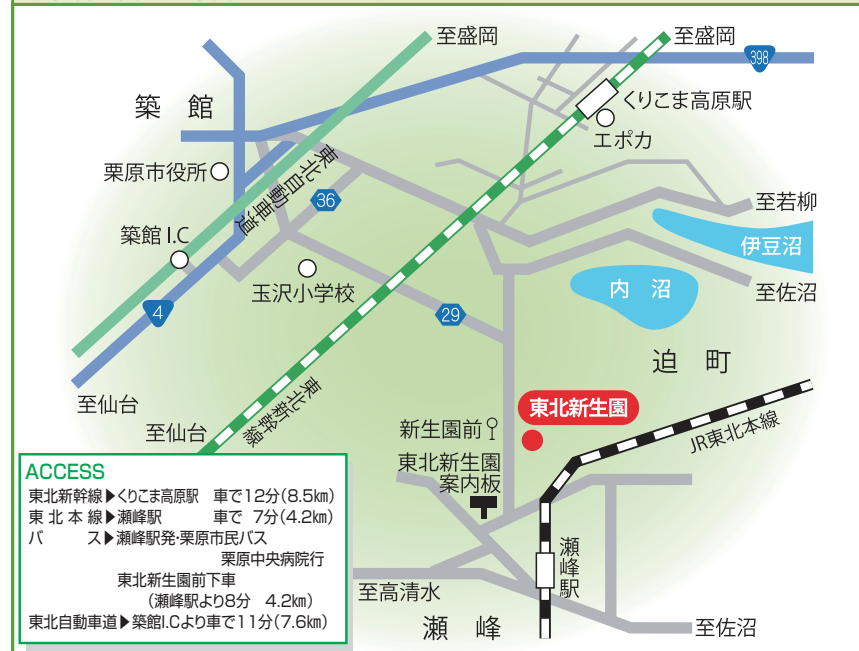 至盛岡
至盛岡
398
築 館
くりこま高原駅
エポカ
栗原市役所
東北自動車道
36
至若柳
築館I.C
伊豆沼
玉沢小学校
内 沼
至佐沼
4
29
迫 町
東北新幹線
至仙台
東北新生園
至仙台
新生園前
JR東北本線
東北新生園
案内板
ACCESS
東北新幹線▶くりこま高原駅 車で12分(8.5km)
東北本線▶瀬峰駅 車で 7分(4.2km)
バ ス▶瀬峰駅発・栗原市民バス
栗原中央病院行
東北新生園前下車
(瀬峰駅より8分 4.2km)
東北自動車道▶築館I.Cより車で11分(7.6km)
瀬峰駅
至高清水
瀬 峰
至佐沼